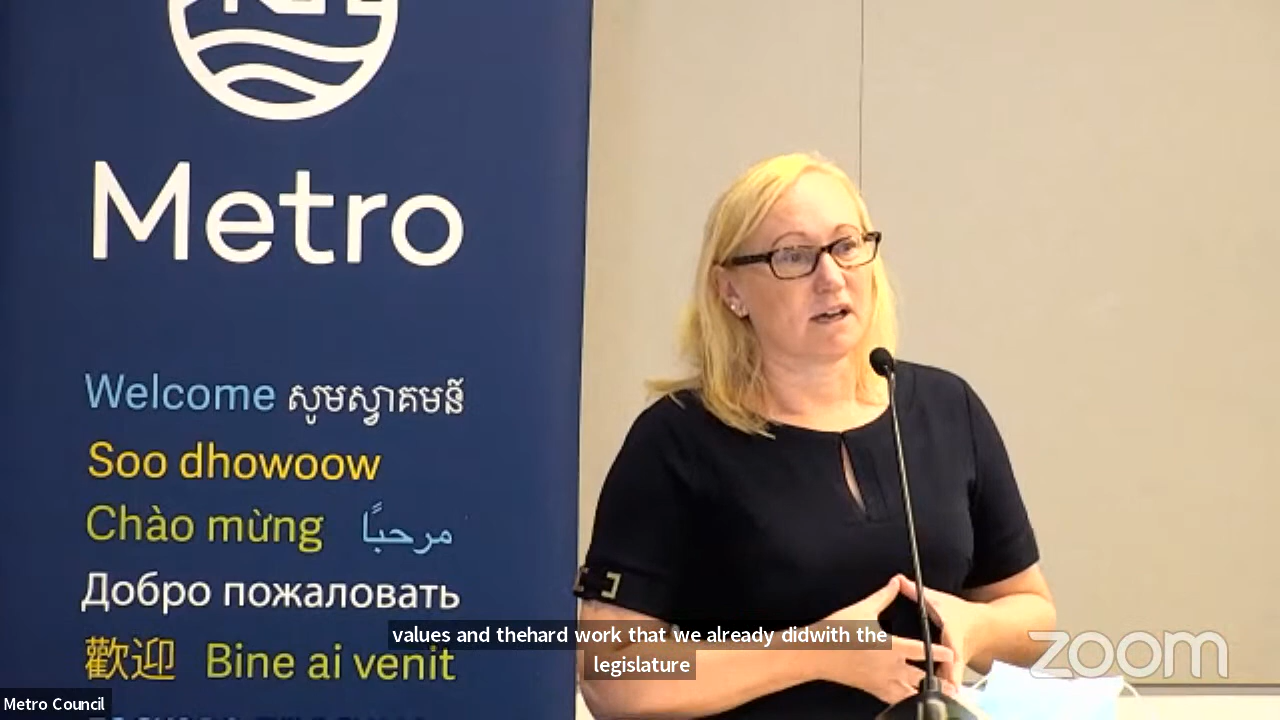 Metro
Welcome សូមស្វាគមន៍
Soo dhowoow
Chào mừng مرحبًا
Добро пожаловать
歡迎 Bine ai venit
values and thehard work that we already didwith the
legislature
zoom
Metro Council